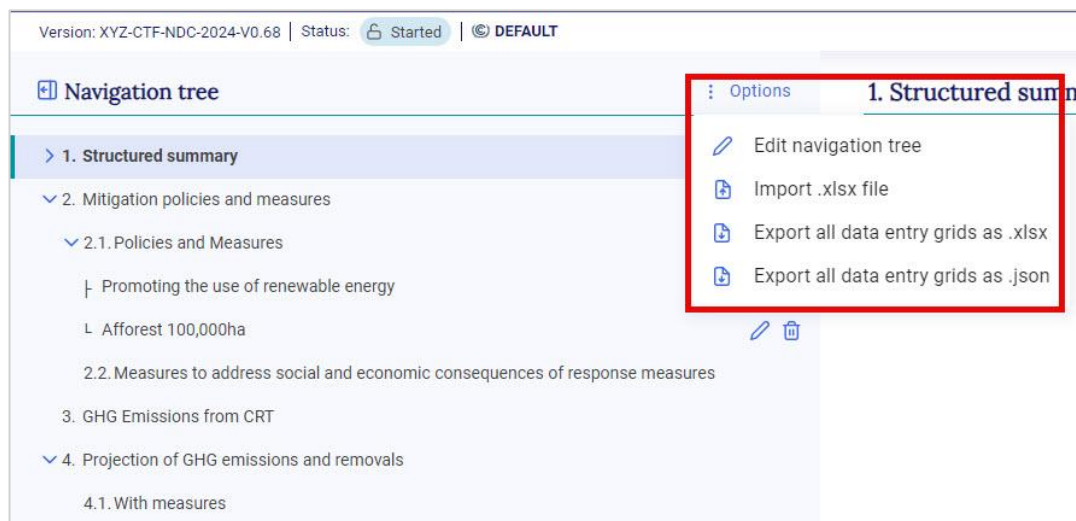 Version: XYZ-CTF-NDC-2024-V0.68 | Status: Started | © DEFAULT
Navigation tree
Options
1. Structured sum
Edit navigation tree
Import .xlsx file
Export all data entry grids as .xlsx
Export all data entry grids as .json
1. Structured summary
2. Mitigation policies and measures
2.1. Policies and Measures
Promoting the use of renewable energy
Afforest 100,000ha
2.2. Measures to address social and economic consequences of response measures
3. GHG Emissions from CRT
4. Projection of GHG emissions and removals
4.1. With measures